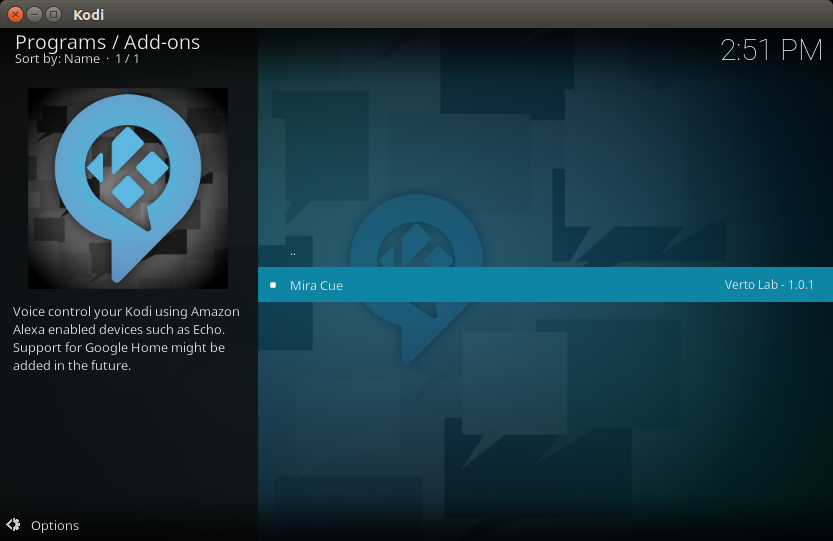 Kodi
Programs / Add-ons
Sort by: Name · 1 / 1
2:51 PM
..
Mira Cue
Verto Lab - 1.0.1
Voice control your Kodi using Amazon
Alexa enabled devices such as Echo.
Support for Google Home might be
added in the future.
Options